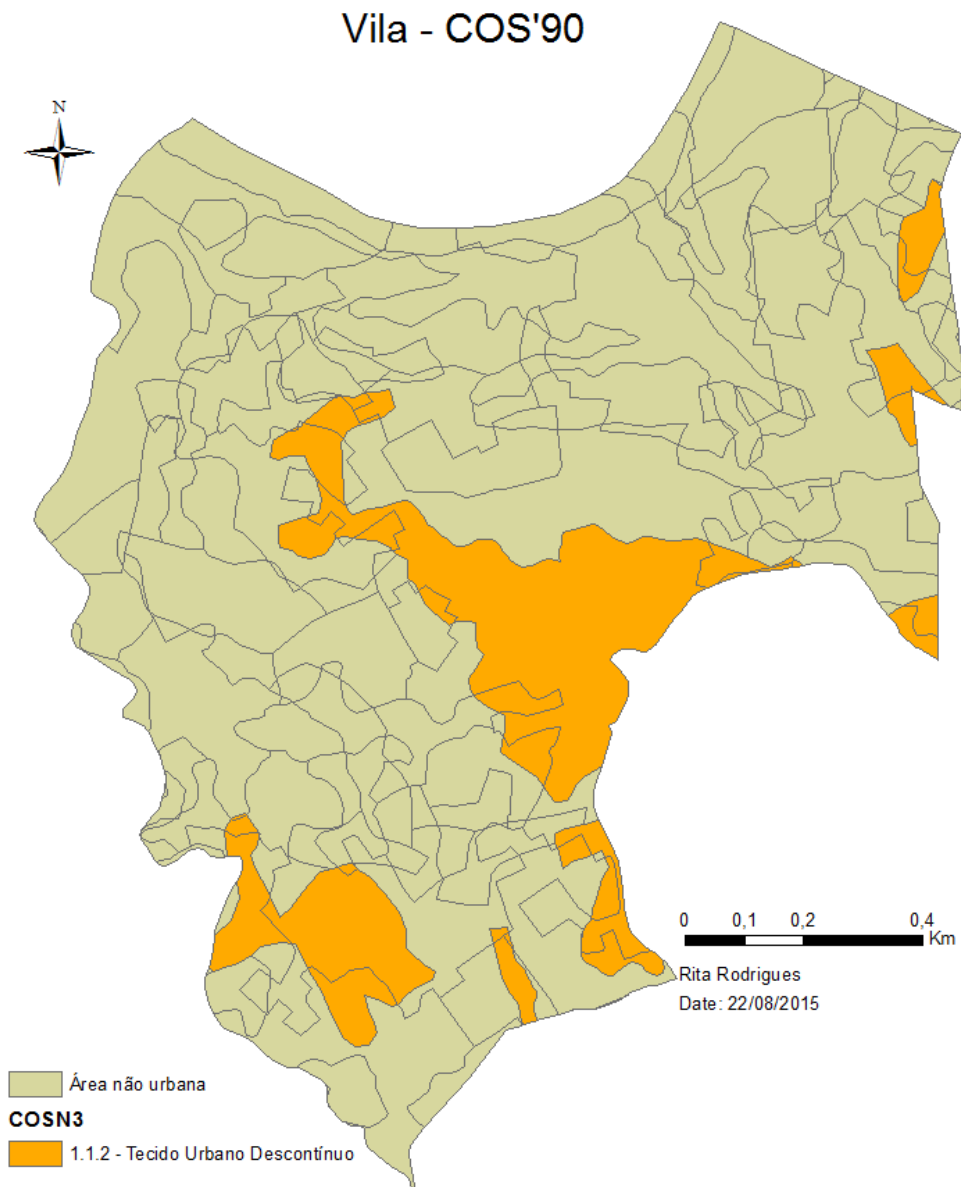 Vila - COS'90
N
0 0,1 0,2 0,4
Km
Rita Rodrigues
Date: 22/08/2015
Área não urbana
COSN3
1.1.2 - Tecido Urbano Descontínuo